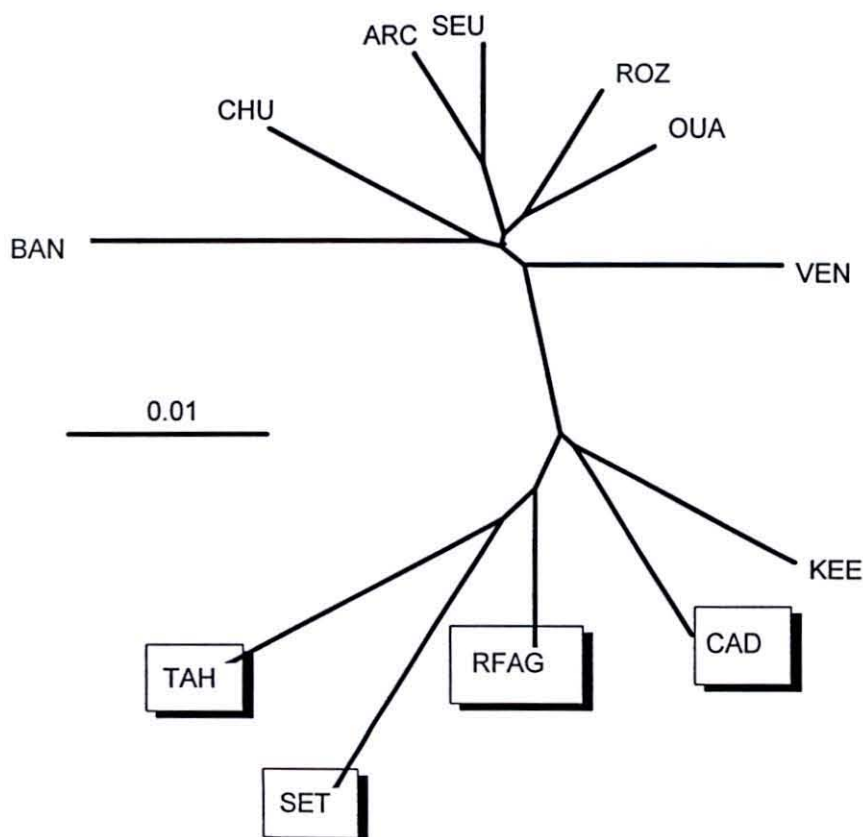 SEU
ARC
ROZ
CHU
OUA
BAN
VEN
0.01
KEE
CAD
RFAG
TAH
SET